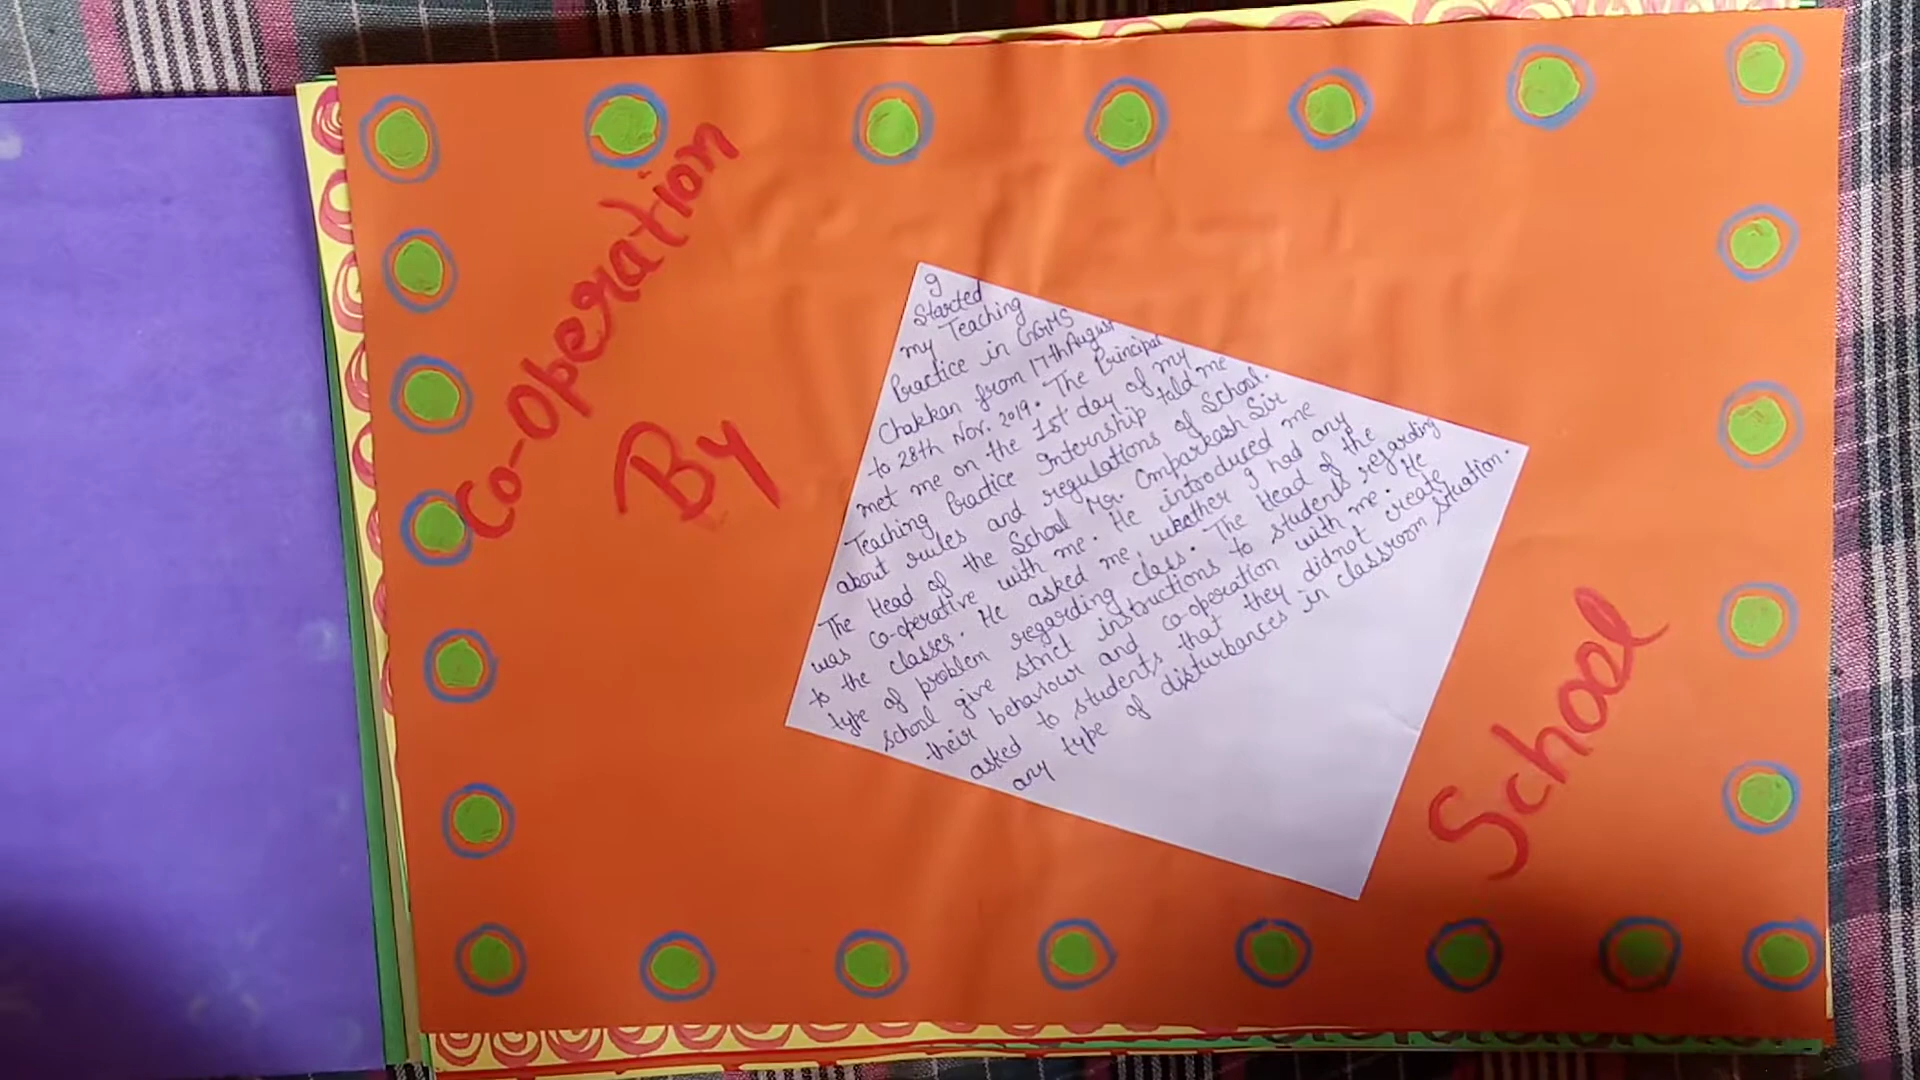 Co-Operation
By
School
I
Started
my Teaching
Practice in GGMS
Chakkan from 17th August
to 28th Nov. 2019. The Principal
met me on the 1st day of my
Teaching Practice Internship told me
about rules and regulations of School.
The Head of the School Mr. Omparkash Sir
was co-operative with me. He introduced me
to the classes. He asked me, whether I had any
type of problem regarding class. The Head of the
school give strict instructions to students regarding
their behaviour and co-operation with me. He
asked to students that they didnot create
any type of disturbances in classroom situation.